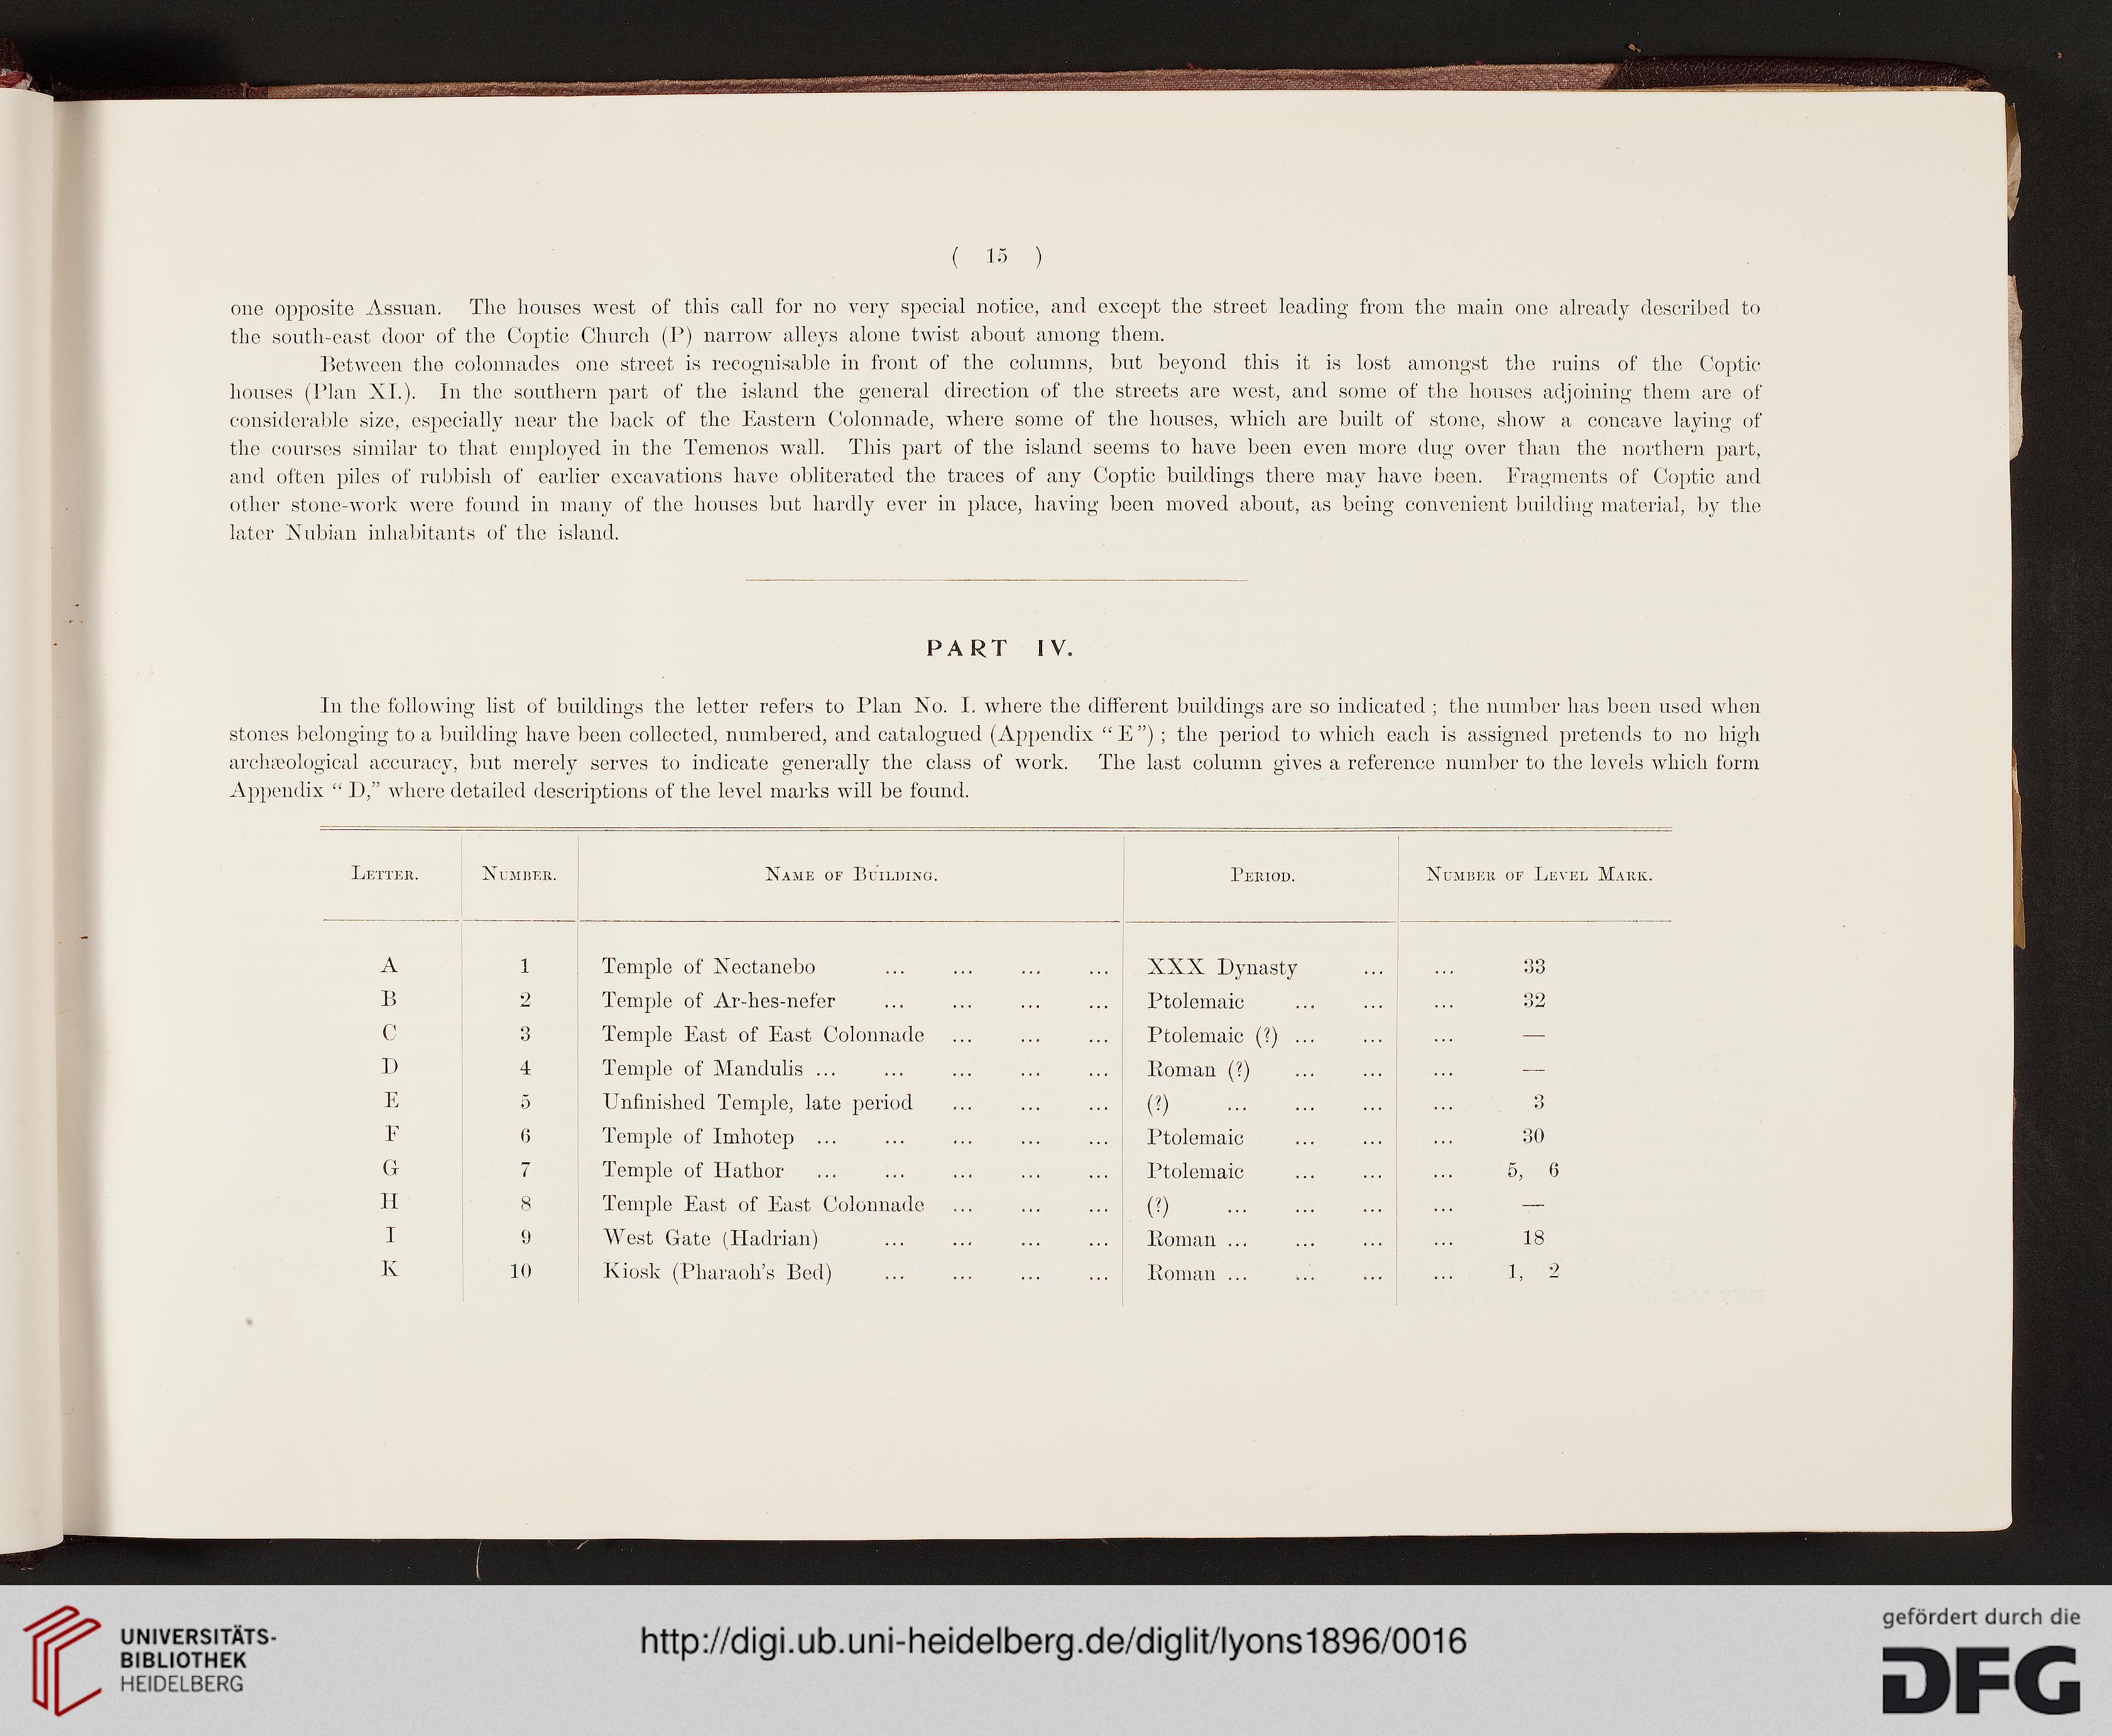 ( 15 )
one opposite Assuan. The houses west of this call for no very special notice, and except the street leading from the main one already described to
the south-east door of the Coptic Church (P) narrow alleys alone twist about among them.
Between the colonnades one street is recognisable in front of the columns, but beyond this it is lost amongst the ruins of the Coptic
houses (Plan XI.). In the southern part of the island the general direction of the streets are west, and some of the houses adjoining them are of
considerable size, especially near the back of the Eastern Colonnade, where some of the houses, which are built of stone, show a concave laying of
the courses similar to that employed in the Temenos wall. This part of the island seems to have been even more dug over than the northern part,
and often piles of rubbish of earlier excavations have obliterated the traces of any Coptic buildings there may have been. Fragments of Coptic and
other stone-work were found in many of the houses but hardly ever in place, having been moved about, as being convenient building material, by the
later Nubian inhabitants of the island.
PART IV.
In the following list of buildings the letter refers to Plan No. I. where the different buildings are so indicated ; the number has been used when
stones belonging to a building have been collected, numbered, and catalogued (Appendix “ E ”) ; the period to which each is assigned pretends to no high
archæological accuracy, but merely serves to indicate generally the class of work. The last column gives a reference number to the levels which form
Appendix “ D,” where detailed descriptions of the level marks will be found.
Letter. Number. Name of Building. Period. Number of Level Mark.
A 1 Temple of Nectanebo ... ... ... ... XXX Dynasty ... ... 33
B 2 Temple of Ar-hes-nefer ... ... ... ... Ptolemaic ... ... ... 32
C 3 Temple East of East Colonnade ... ... ... Ptolemaic (?) ... ... ... —
D 4 Temple of Mandulis ... ... ... ... ... Roman (?) ... ... ... —
E 5 Unfinished Temple, late period ... ... ... (?) ... ... ... ... 3
F 6 Temple of Imhotep ... ... ... ... ... Ptolemaic ... ... ... 30
G 7 Temple of Hathor ... ... ... ... ... Ptolemaic ... ... ... 5, 6
H 8 Temple East of East Colonnade ... ... ... (?) ... ... ... ... —
I 9 West Gate (Hadrian) ... ... ... ... Roman ... ... ... ... 18
K 10 Kiosk (Pharaoh’s Bed) ... ... ... ... Roman ... ... ... ... 1, 2
UNIVERSITÄTS-
BIBLIOTHEK
HEIDELBERG
http://digi.ub.uni-heidelberg.de/diglit/lyons1896/0016
gefördert durch die
DFG